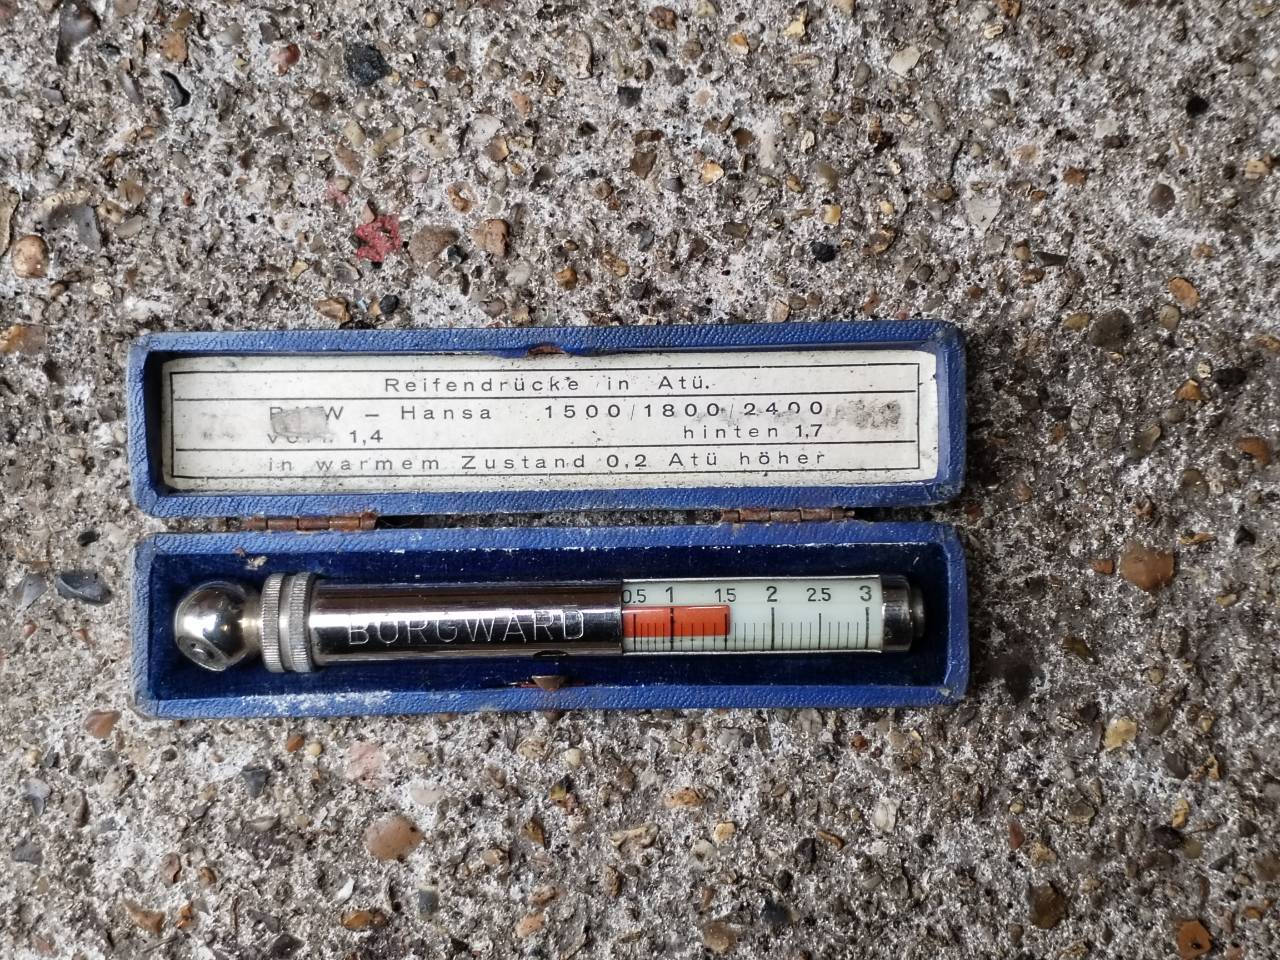 Reifendrücke in Atü.
– Hansa 1500/1800/2400
1,4 hinten 1,7
in warmem Zustand 0,2 Atü höher
0.5 1 1.5 2 2.5 3
BORGWARD